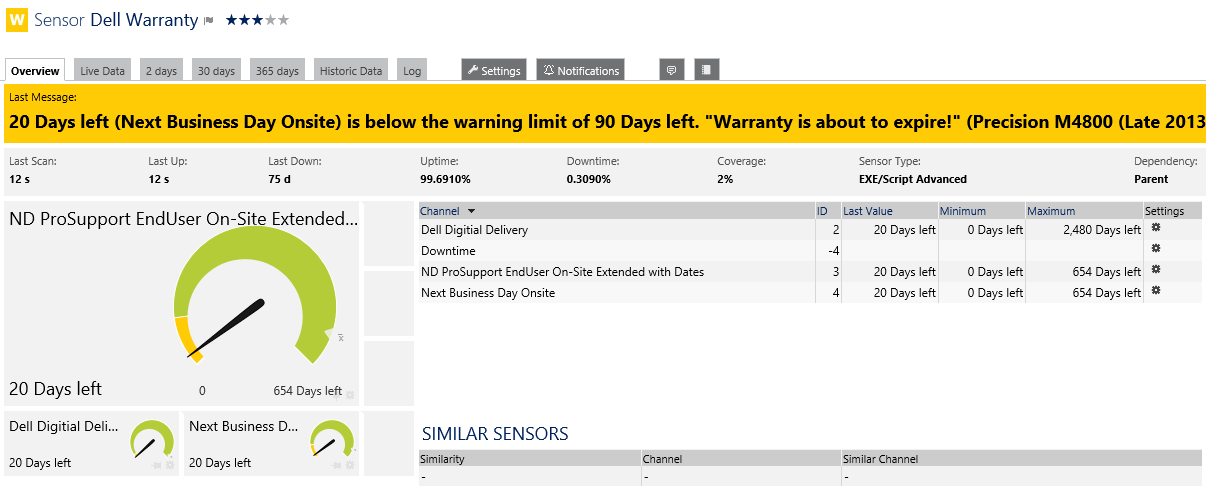 W Sensor Dell Warranty
Overview Live Data 2 days 30 days 365 days Historic Data Log Settings Notifications
Last Message:
20 Days left (Next Business Day Onsite) is below the warning limit of 90 Days left. "Warranty is about to expire!" (Precision M4800 (Late 2013
Last Scan: Last Up: Last Down: Uptime: Downtime: Coverage: Sensor Type: Dependency:
12 s 12 s 75 d 99.6910% 0.3090% 2% EXE/Script Advanced Parent
ND ProSupport EndUser On-Site Extended...
20 Days left 0 654 Days left
x̄
Dell Digitial Deli...
20 Days left
Next Business D...
20 Days left
Channel ID Last Value Minimum Maximum Settings
Dell Digitial Delivery 2 20 Days left 0 Days left 2,480 Days left
Downtime -4
ND ProSupport EndUser On-Site Extended with Dates 3 20 Days left 0 Days left 654 Days left
Next Business Day Onsite 4 20 Days left 0 Days left 654 Days left
SIMILAR SENSORS
Similarity Channel Similar Channel
- - -